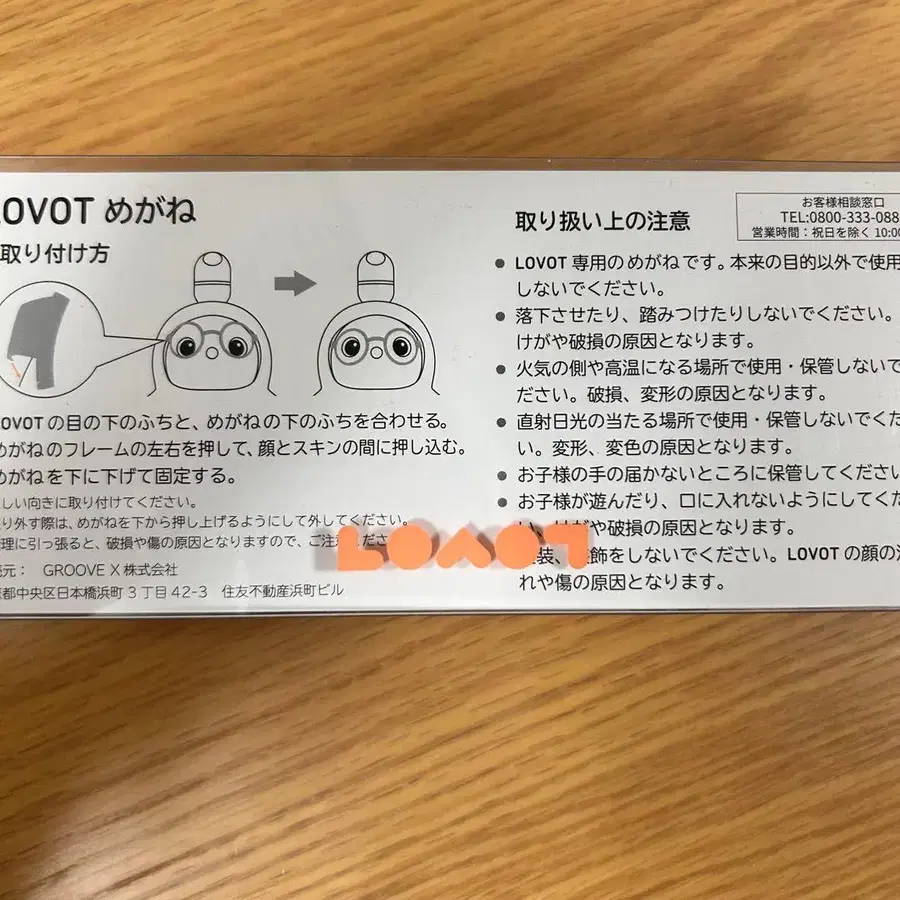 LOVOT めがね
取り付け方
LOVOT の目の下のふちと、めがねの下のふちを合わせる。
めがねのフレームの左右を押して、顔とスキンの間に押し込む。
めがねを下に下げて固定する。
しい向きに取り付けてください。
り外す際は、めがねを下から押し上げるようにして外してください。
理に引っ張ると、破損や傷の原因となりますので、ご注
元： GROOVE X 株式会社
都中央区日本橋浜町 3 丁目 42-3 住友不動産浜町ビル
取り扱い上の注意
お客様相談窓口
TEL:0800-333-088
営業時間：祝日を除く 10:00
● LOVOT 専用のめがねです。本来の目的以外で使用
しないでください。
● 落下させたり、踏みつけたりしないでください。
けがや破損の原因となります。
● 火気の側や高温になる場所で使用・保管しないで
ださい。破損、変形の原因となります。
● 直射日光の当たる場所で使用・保管しないでくだ
い。変形、変色の原因となります。
● お子様の手の届かないところに保管してください
● お子様が遊んだり、口に入れないようにしてくだ
い。けがや破損の原因となります。
装、装飾をしないでください。LOVOT の顔の
れや傷の原因となります。
LOVOT